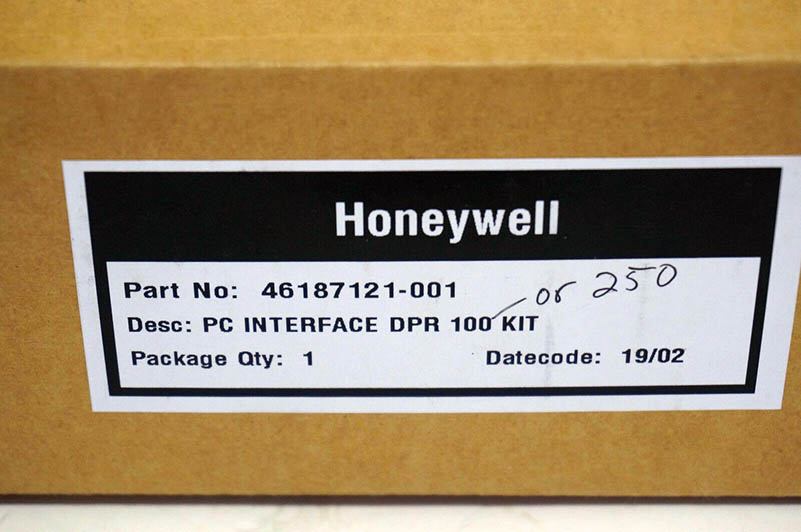 Honeywell
Part No: 46187121-001
or 250
Desc: PC INTERFACE DPR 100 KIT
Package Qty: 1 Datecode: 19/02